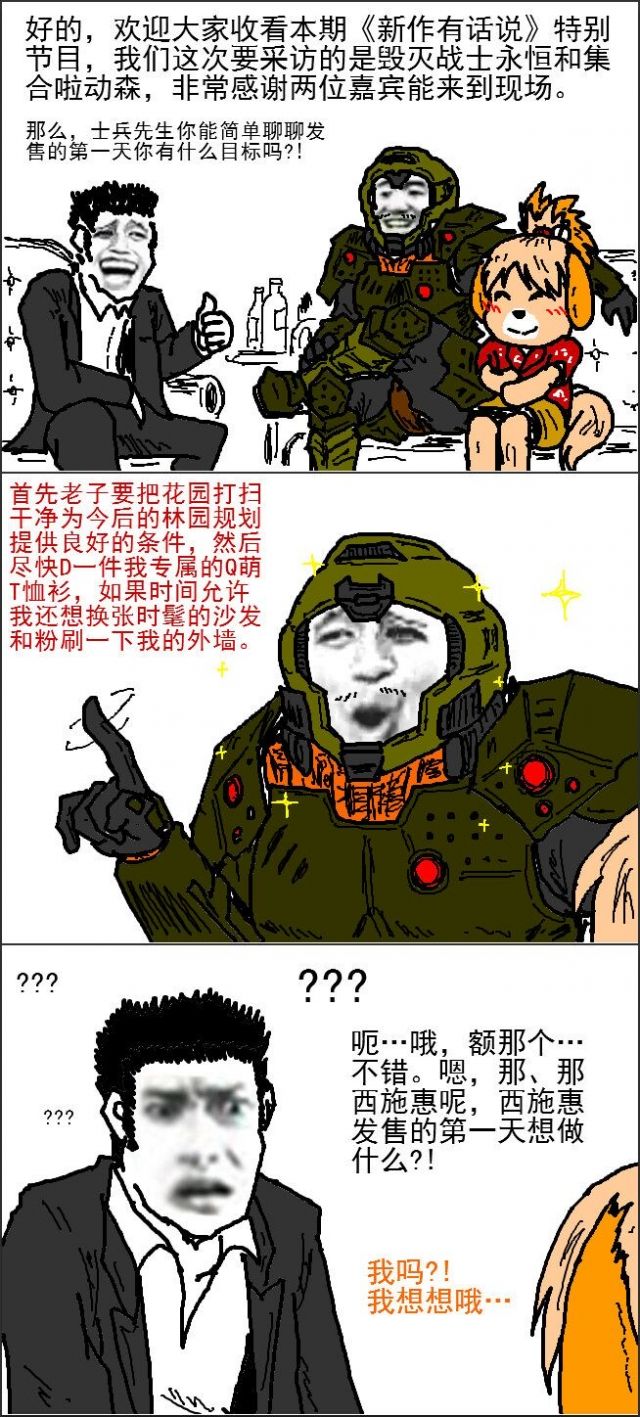 好的，欢迎大家收看本期《新作有话说》特别
节目，我们这次要采访的是毁灭战士永恒和集
合啦动森，非常感谢两位嘉宾能来到现场。
那么，士兵先生你能简单聊聊发
售的第一天你有什么目标吗?!
首先老子要把花园打扫
干净为今后的林园规划
提供良好的条件，然后
尽快D一件我专属的Q萌
T恤衫，如果时间允许
我还想换张时髦的沙发
和粉刷一下我的外墙。
???
???
???
呃…哦，额那个…
不错。嗯，那、那
西施惠呢，西施惠
发售的第一天想做
什么?!
我吗?!
我想想哦…